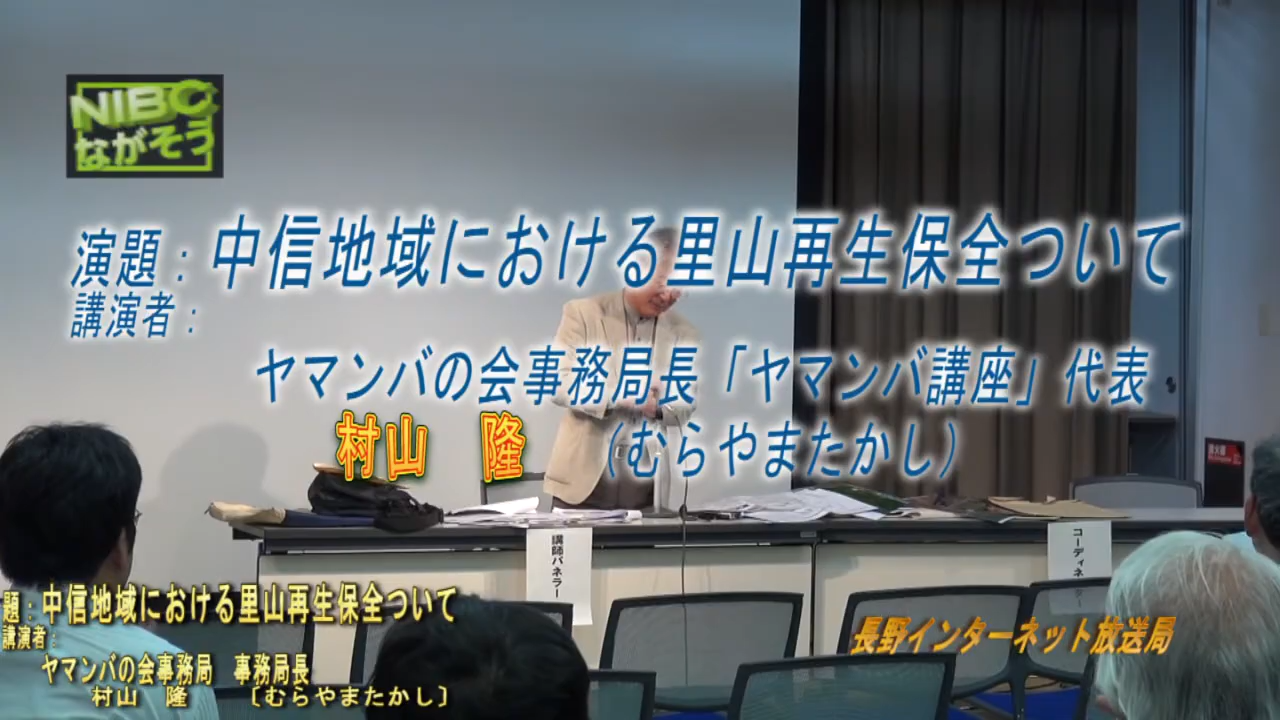 NIBC
ながそう
演題：中信地域における里山再生保全ついて
講演者：
ヤマンバの会事務局長「ヤマンバ講座」代表
村山　隆　（むらやまたかし）
講師パネラー
コーディネーター
題：中信地域における里山再生保全ついて
講演者：
ヤマンバの会事務局　事務局長
村山　隆　〔むらやまたかし〕
長野インターネット放送局